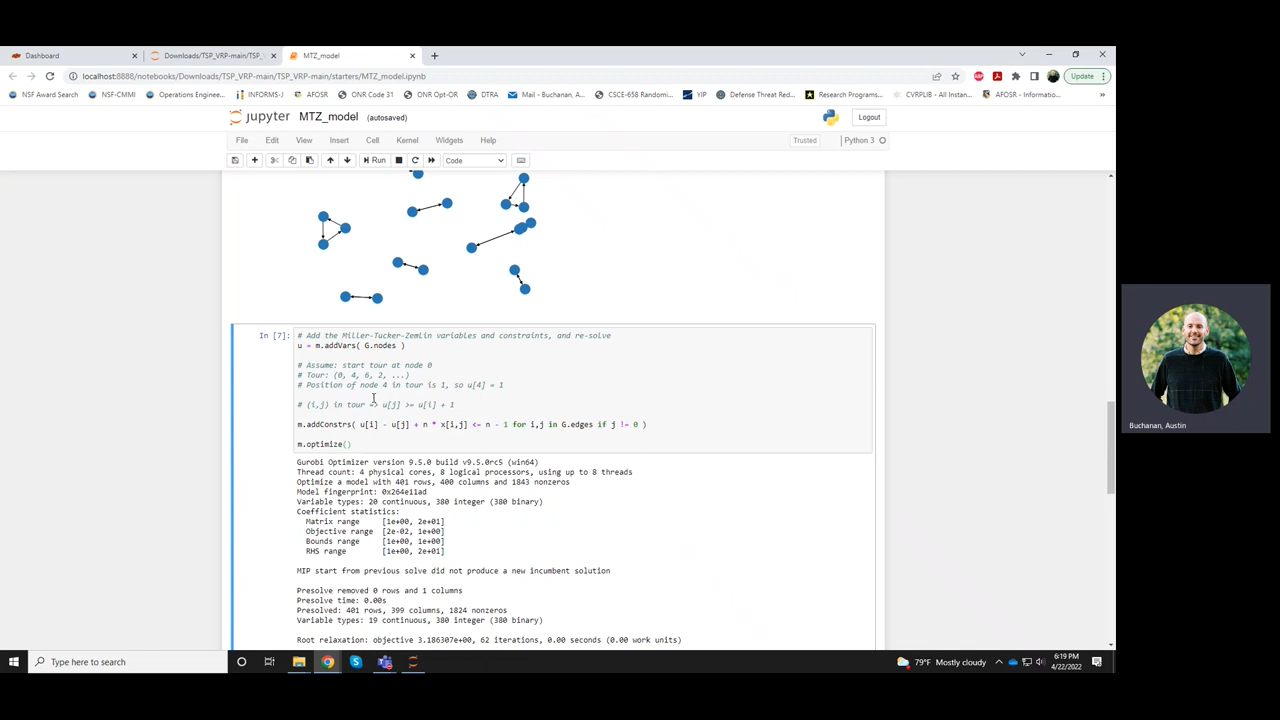 Dashboard
Downloads/TSP_VRP-main/TSP_
MTZ_model
localhost:8888/notebooks/Downloads/TSP_VRP-main/TSP_VRP-main/starters/MTZ_model.ipynb
Update
NSF Award Search
NSF-CMMI
Operations Enginee...
INFORMS-J
AFOSR
ONR Code 31
ONR Opt-OR
DTRA
Mail - Buchanan, A...
CSCE-658 Randomi...
YIP
Defense Threat Red...
Research Programs...
CVRPLIB - All Instan...
AFOSR - Informatio...
jupyter MTZ_model (autosaved)
Logout
File Edit View Insert Cell Kernel Widgets Help
Trusted
Python 3
Run
Code
In [7]:
# Add the Miller-Tucker-Zemlin variables and constraints, and re-solve
u = m.addVars( G.nodes )
# Assume: start tour at node 0
# Tour: (0, 4, 6, 2, ...)
# Position of node 4 in tour is 1, so u[4] = 1
# (i,j) in tour => u[j] >= u[i] + 1
m.addConstrs( u[i] - u[j] + n * x[i,j] <= n - 1 for i,j in G.edges if j != 0 )
m.optimize()
Gurobi Optimizer version 9.5.0 build v9.5.0rc5 (win64)
Thread count: 4 physical cores, 8 logical processors, using up to 8 threads
Optimize a model with 401 rows, 400 columns and 1843 nonzeros
Model fingerprint: 0x264e11ad
Variable types: 20 continuous, 380 integer (380 binary)
Coefficient statistics:
Matrix range [1e+00, 2e+01]
Objective range [2e-02, 1e+00]
Bounds range [1e+00, 1e+00]
RHS range [1e+00, 2e+01]
MIP start from previous solve did not produce a new incumbent solution
Presolve removed 0 rows and 1 columns
Presolve time: 0.00s
Presolved: 401 rows, 399 columns, 1824 nonzeros
Variable types: 19 continuous, 380 integer (380 binary)
Root relaxation: objective 3.186307e+00, 62 iterations, 0.00 seconds (0.00 work units)
Buchanan, Austin
Type here to search
79°F Mostly cloudy
6:19 PM
4/22/2022